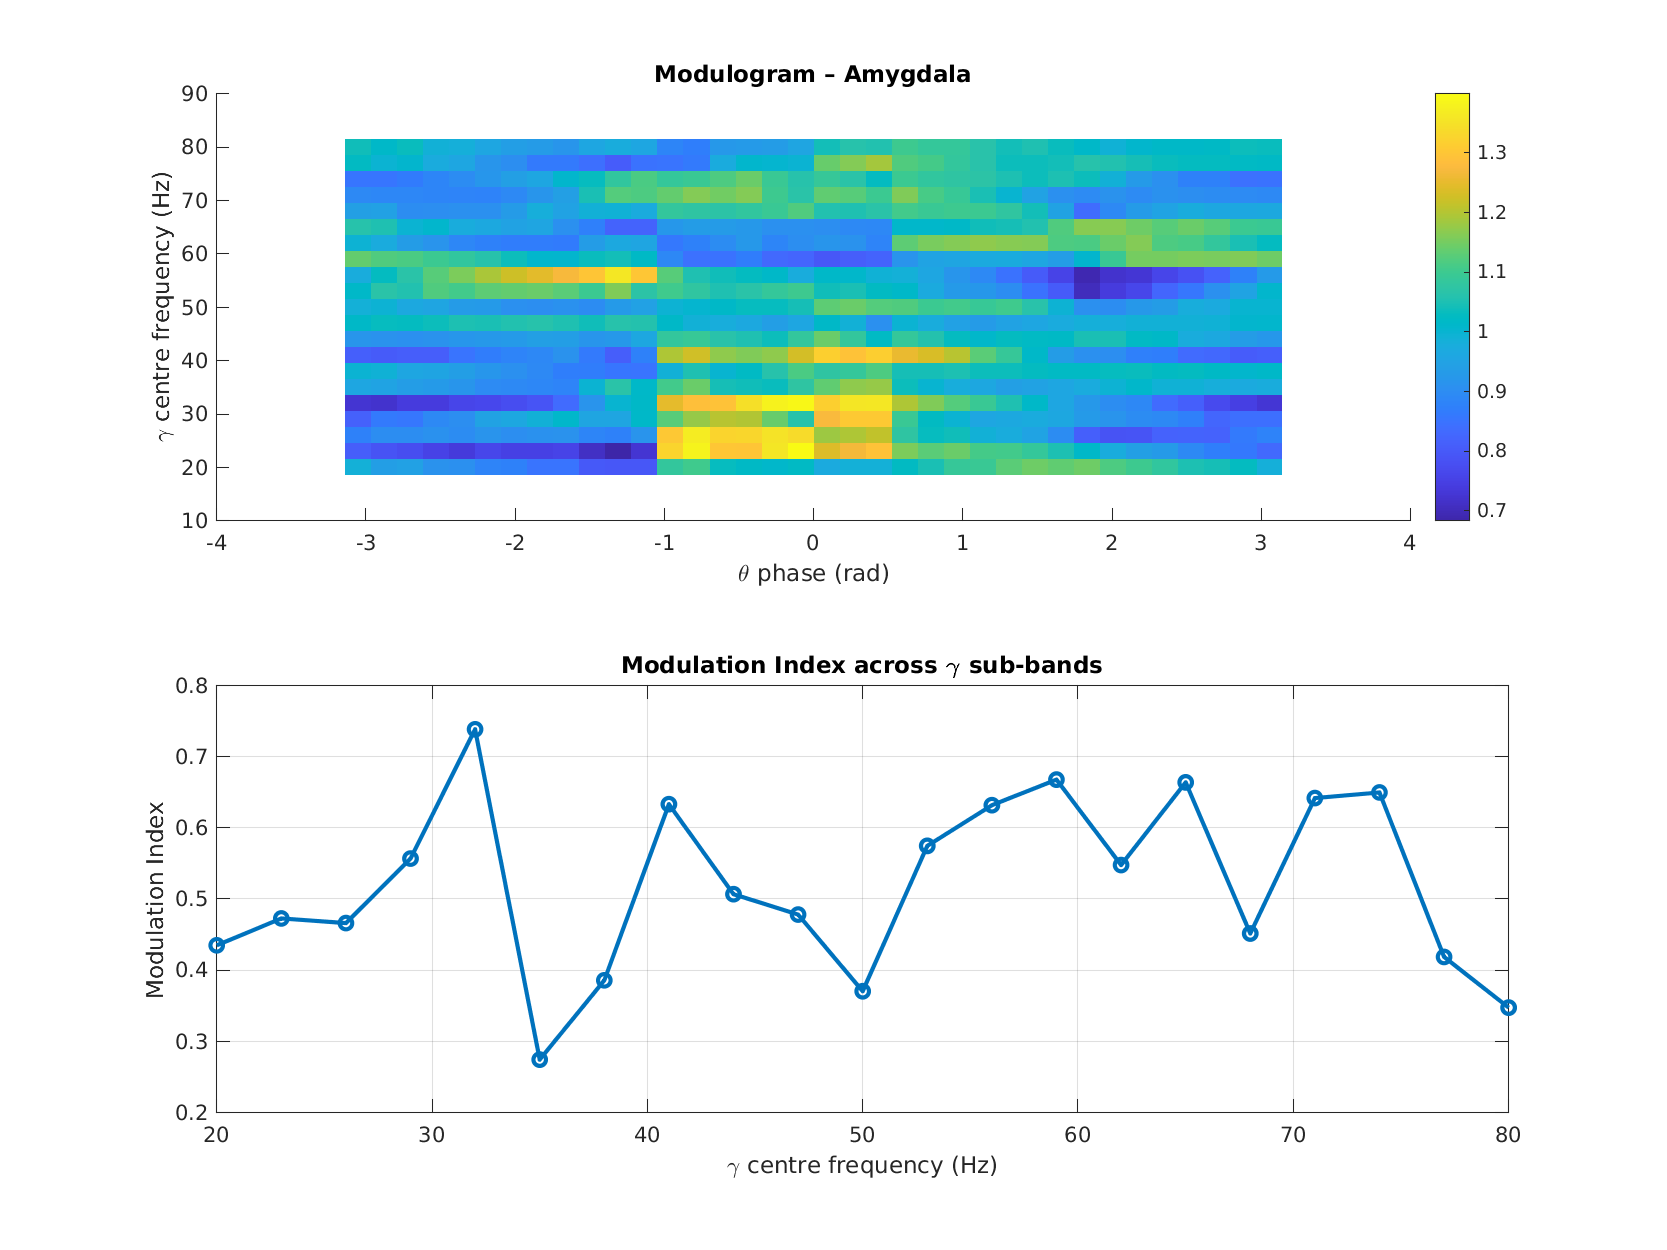 Modulogram – Amygdala
γ centre frequency (Hz)
90
80
70
60
50
40
30
20
10
-4 -3 -2 -1 0 1 2 3 4
θ phase (rad)
1.3
1.2
1.1
1
0.9
0.8
0.7
Modulation Index across γ sub-bands
Modulation Index
0.8
0.7
0.6
0.5
0.4
0.3
0.2
20 30 40 50 60 70 80
γ centre frequency (Hz)